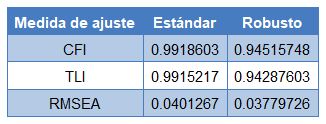 Medida de ajuste Estándar Robusto
CFI 0.9918603 0.94515748
TLI 0.9915217 0.94287603
RMSEA 0.0401267 0.03779726